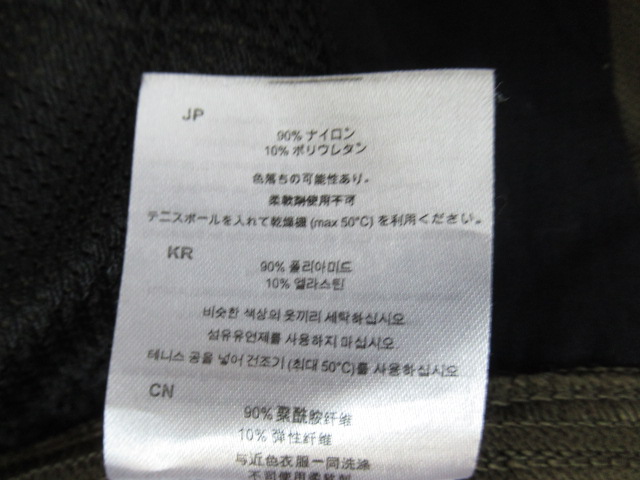 JP
90% ナイロン
10% ポリウレタン
色落ちの可能性あり。
柔軟剤使用不可
テニスボールを入れて乾燥機 (max 50°C) を利用ください。
KR
90% 폴리아미드
10% 엘라스틴
비슷한 색상의 옷끼리 세탁하십시오
섬유유연제를 사용하지 마십시오
테니스 공을 넣어 건조기 (최대 50°C)를 사용하십시오
CN
90% 聚酰胺纤维
10% 弹性纤维
与近色衣服一同洗涤
不可使用柔软剂